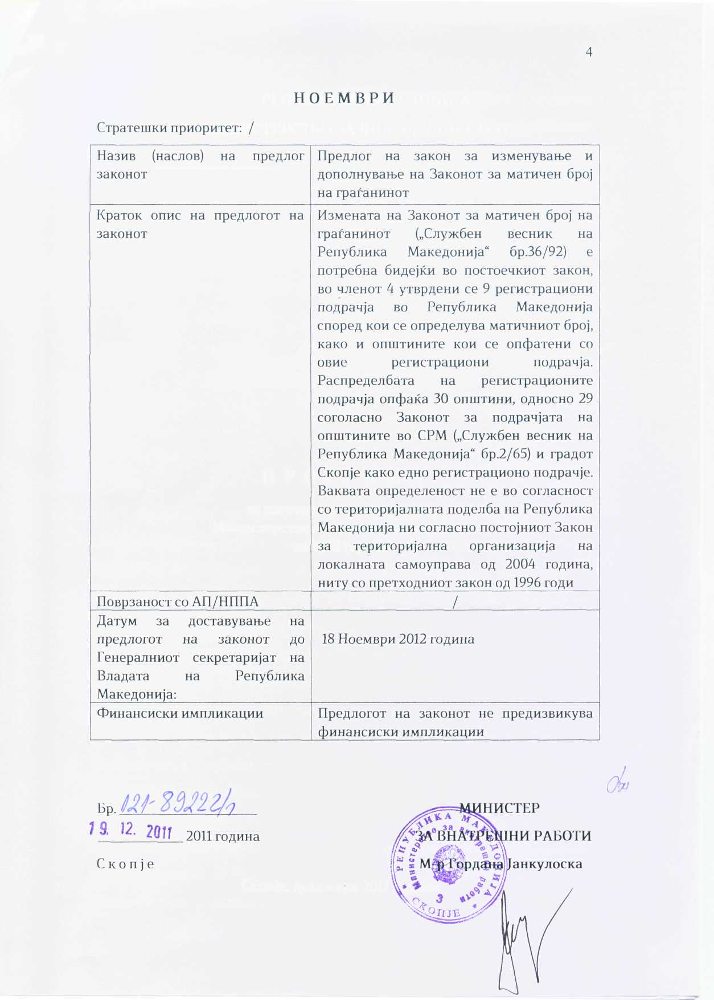 4
НОЕМВРИ
Стратешки приоритет: /
Назив (наслов) на предлог
законот
Предлог на закон за изменување и
дополнување на Законот за матичен број
на граѓанинот
Краток опис на предлогот на
законот
Измената на Законот за матичен број на
граѓанинот („Службен весник на
Република Македонија“ бр.36/92) е
потребна бидејќи во постоечкиот закон,
во членот 4 утврдени се 9 регистрациони
подрачја во Република Македонија
според кои се определува матичниот број,
како и општините кои се опфатени со
овие регистрациони подрачја.
Распределбата на регистрационите
подрачја опфаќа 30 општини, односно 29
соголасно Законот за подрачјата на
општините во СРМ („Службен весник на
Република Македонија“ бр.2/65) и градот
Скопје како едно регистрационо подрачје.
Ваквата определеност не е во согласност
со територијалната поделба на Република
Македонија ни согласно постојниот Закон
за територијална организација на
локалната самоуправа од 2004 година,
ниту со претходниот закон од 1996 годи
Поврзаност со АП/НППА
/
Датум за доставување на
предлогот на законот до
Генералниот секретаријат на
Владата на Република
Македонија:
18 Ноември 2012 година
Финансиски импликации
Предлогот на законот не предизвикува
финансиски импликации
Бр. 121-89222/1
19. 12. 2011 2011 година
Скопје
МИНИСТЕР
ЗА ВНАТРЕШНИ РАБОТИ
М-р Гордана Јанкулоска
* РЕПУБЛИКА МАКЕДОНИЈА *
Министерство за внатрешни работи
3
СКОПЈЕ